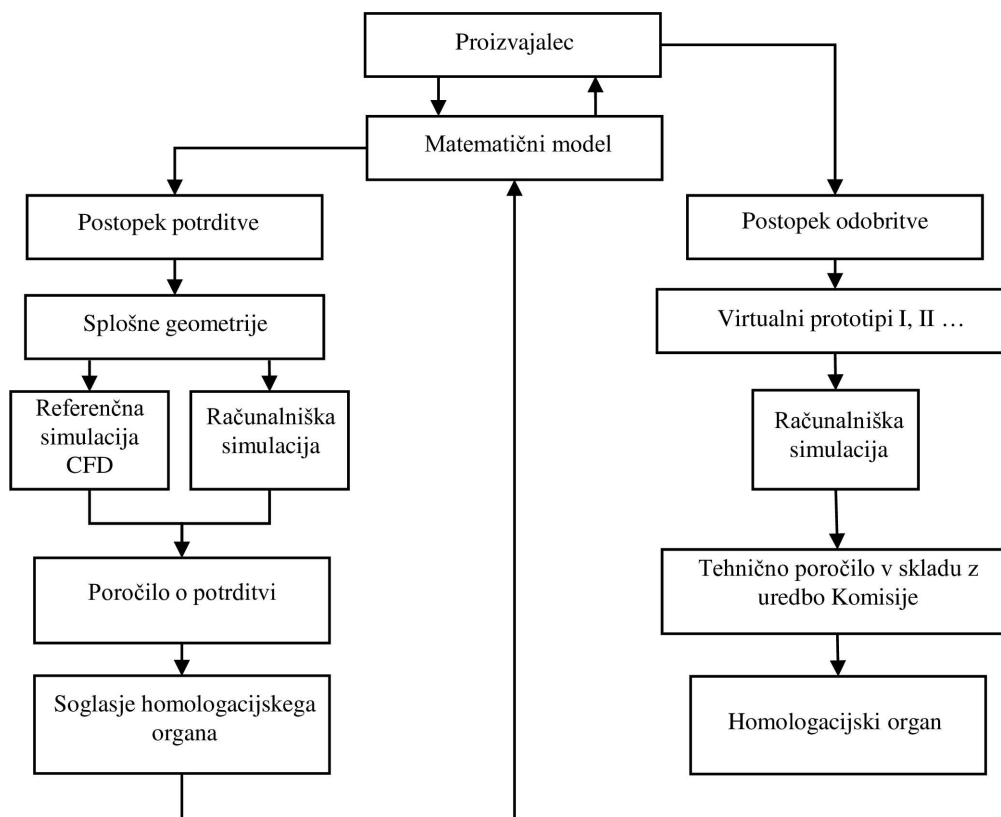 Proizvajalec
Matematični model
Postopek potrditve
Splošne geometrije
Referenčna
simulacija
CFD
Računalniška
simulacija
Poročilo o potrditvi
Soglasje homologacijskega
organa
Postopek odobritve
Virtualni prototipi I, II …
Računalniška
simulacija
Tehnično poročilo v skladu z
uredbo Komisije
Homologacijski organ